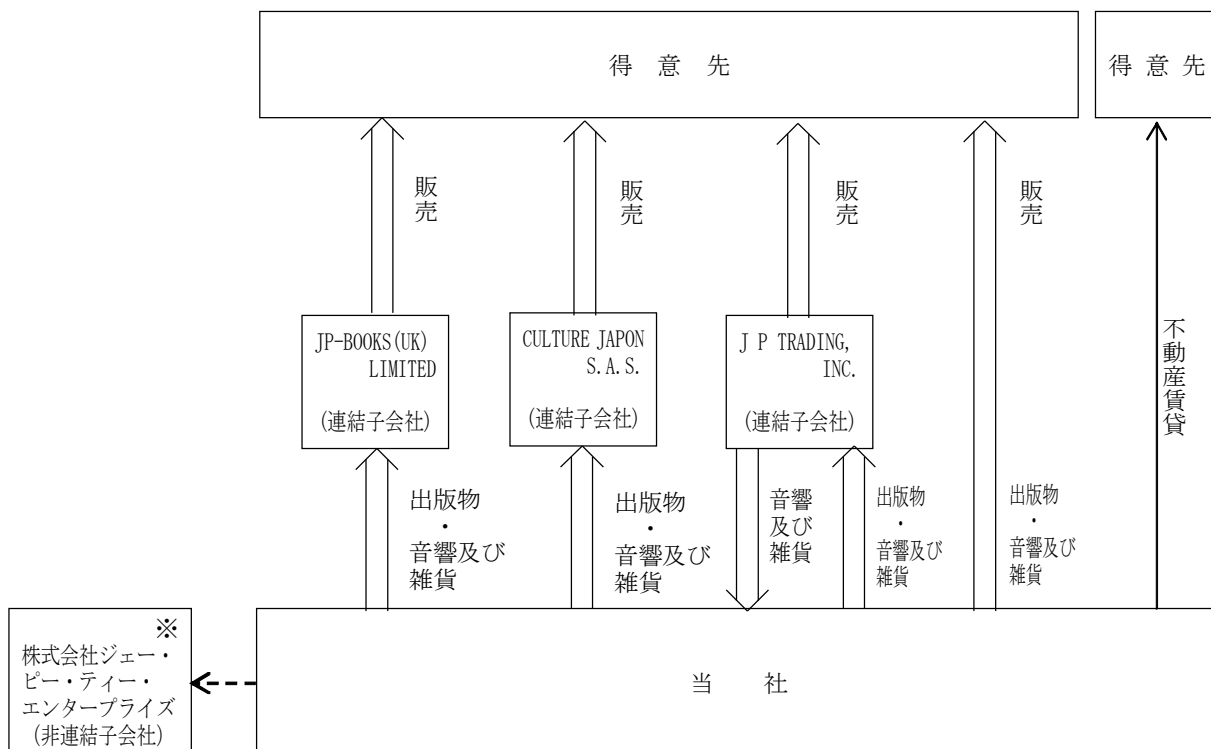 得 意 先
得 意 先
販売
販売
販売
販売
不動産賃貸
JP-BOOKS(UK)
LIMITED
(連結子会社)
CULTURE JAPON
S.A.S.
(連結子会社)
J P TRADING,
INC.
(連結子会社)
出版物
・
音響及び
雑貨
出版物
・
音響及び
雑貨
音響
及び
雑貨
出版物
・
音響及び
雑貨
出版物
・
音響及び
雑貨
※
株式会社ジェー・
ピー・ティー・
エンタープライズ
(非連結子会社)
当 社